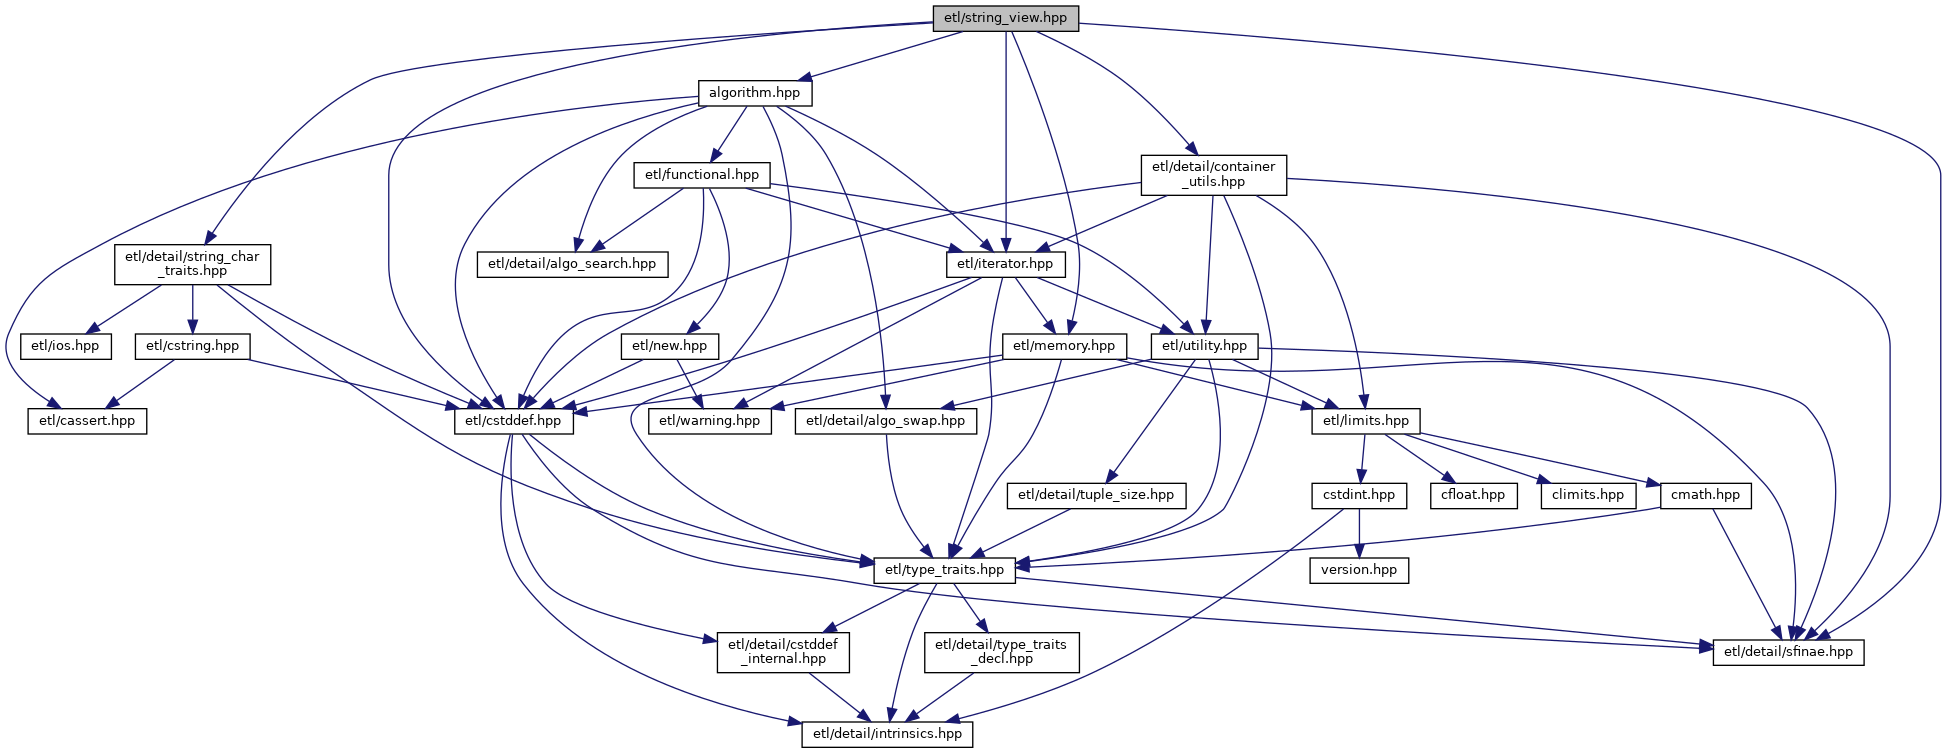 etl/string_view.hpp
algorithm.hpp
etl/functional.hpp
etl/detail/container
_utils.hpp
etl/detail/string_char
_traits.hpp
etl/detail/algo_search.hpp
etl/iterator.hpp
etl/ios.hpp
etl/cstring.hpp
etl/new.hpp
etl/memory.hpp
etl/utility.hpp
etl/cassert.hpp
etl/cstddef.hpp
etl/warning.hpp
etl/detail/algo_swap.hpp
etl/limits.hpp
etl/detail/tuple_size.hpp
cstdint.hpp
cfloat.hpp
climits.hpp
cmath.hpp
etl/type_traits.hpp
version.hpp
etl/detail/cstddef
_internal.hpp
etl/detail/type_traits
_decl.hpp
etl/detail/sfinae.hpp
etl/detail/intrinsics.hpp